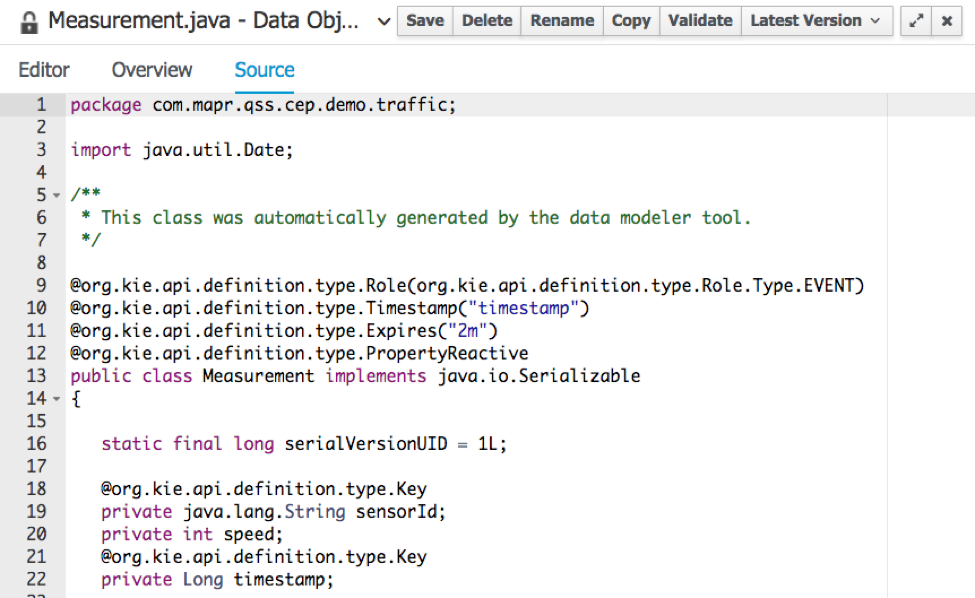 Measurement.java - Data Obj... Save Delete Rename Copy Validate Latest Version
Editor Overview Source
1 package com.mapr.qss.cep.demo.traffic;
2
3 import java.util.Date;
4
5 /**
6 * This class was automatically generated by the data modeler tool.
7 */
8
9 @org.kie.api.definition.type.Role(org.kie.api.definition.type.Role.Type.EVENT)
10 @org.kie.api.definition.type.Timestamp("timestamp")
11 @org.kie.api.definition.type.Expires("2m")
12 @org.kie.api.definition.type.PropertyReactive
13 public class Measurement implements java.io.Serializable
14 {
15
16 static final long serialVersionUID = 1L;
17
18 @org.kie.api.definition.type.Key
19 private java.lang.String sensorId;
20 private int speed;
21 @org.kie.api.definition.type.Key
22 private Long timestamp;